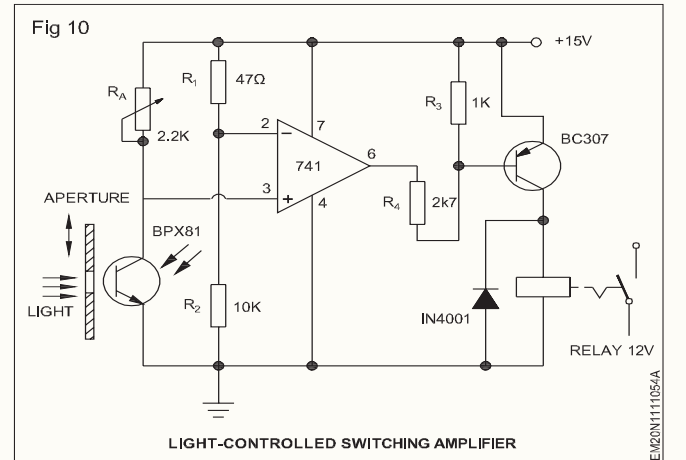 Fig 10
+15V
R1
47Ω
RA
2.2K
R3
1K
BC307
2
7
741
6
3
4
R4
2k7
APERTURE
BPX81
LIGHT
R2
10K
IN4001
RELAY 12V
LIGHT-CONTROLLED SWITCHING AMPLIFIER
EM20N1111054A